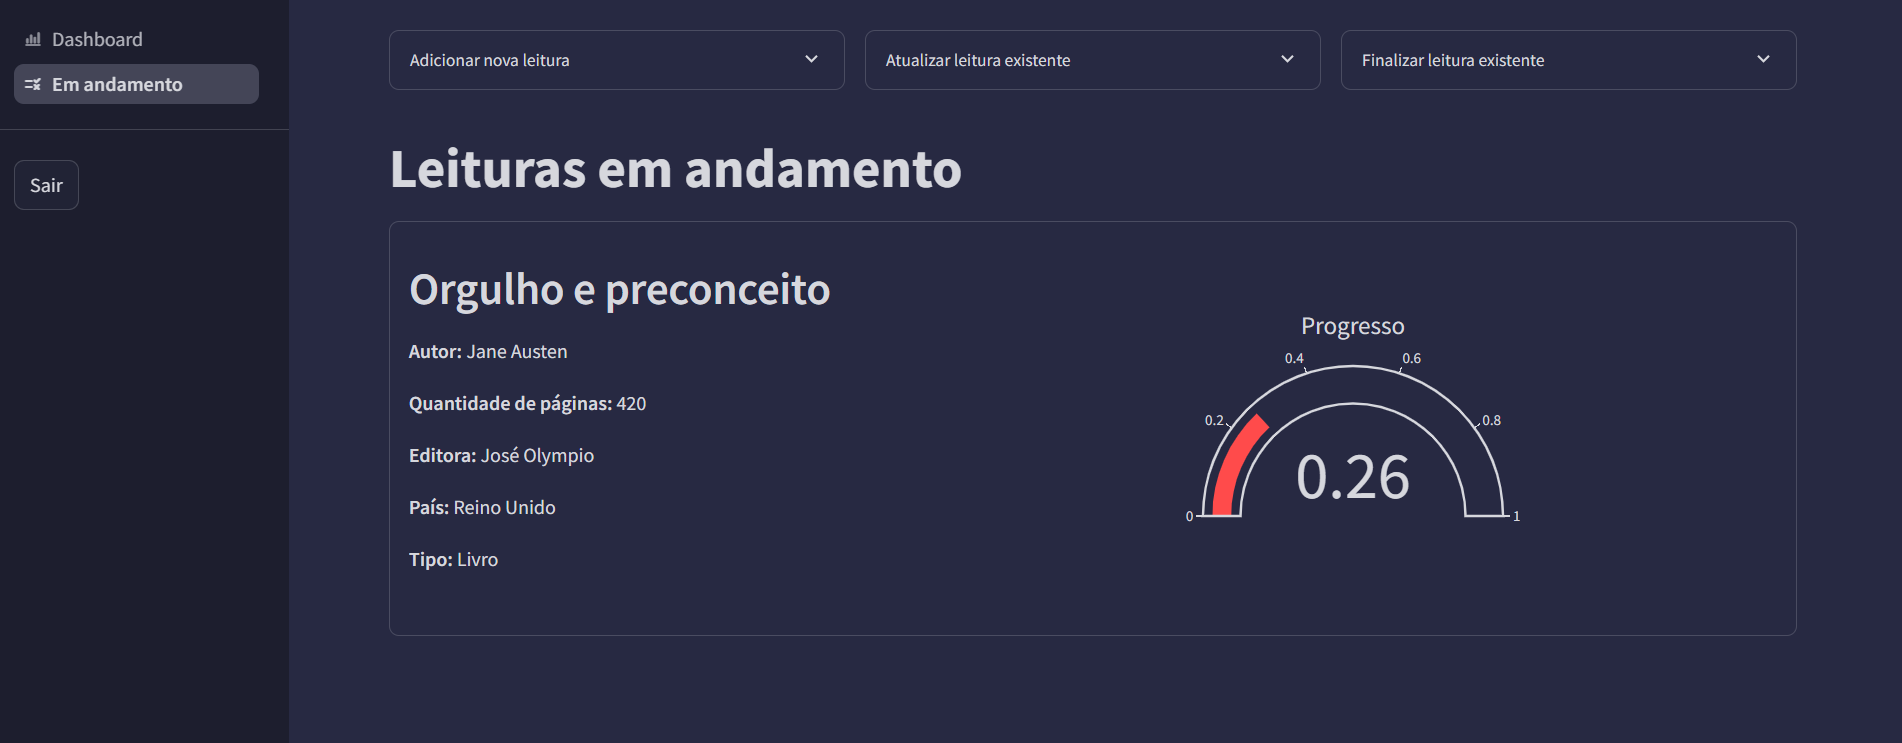 Dashboard
Em andamento
Sair
Adicionar nova leitura
Atualizar leitura existente
Finalizar leitura existente
Leituras em andamento
Orgulho e preconceito
Autor: Jane Austen
Quantidade de páginas: 420
Editora: José Olympio
País: Reino Unido
Tipo: Livro
Progresso
0
0.2
0.4
0.6
0.8
1
0.26